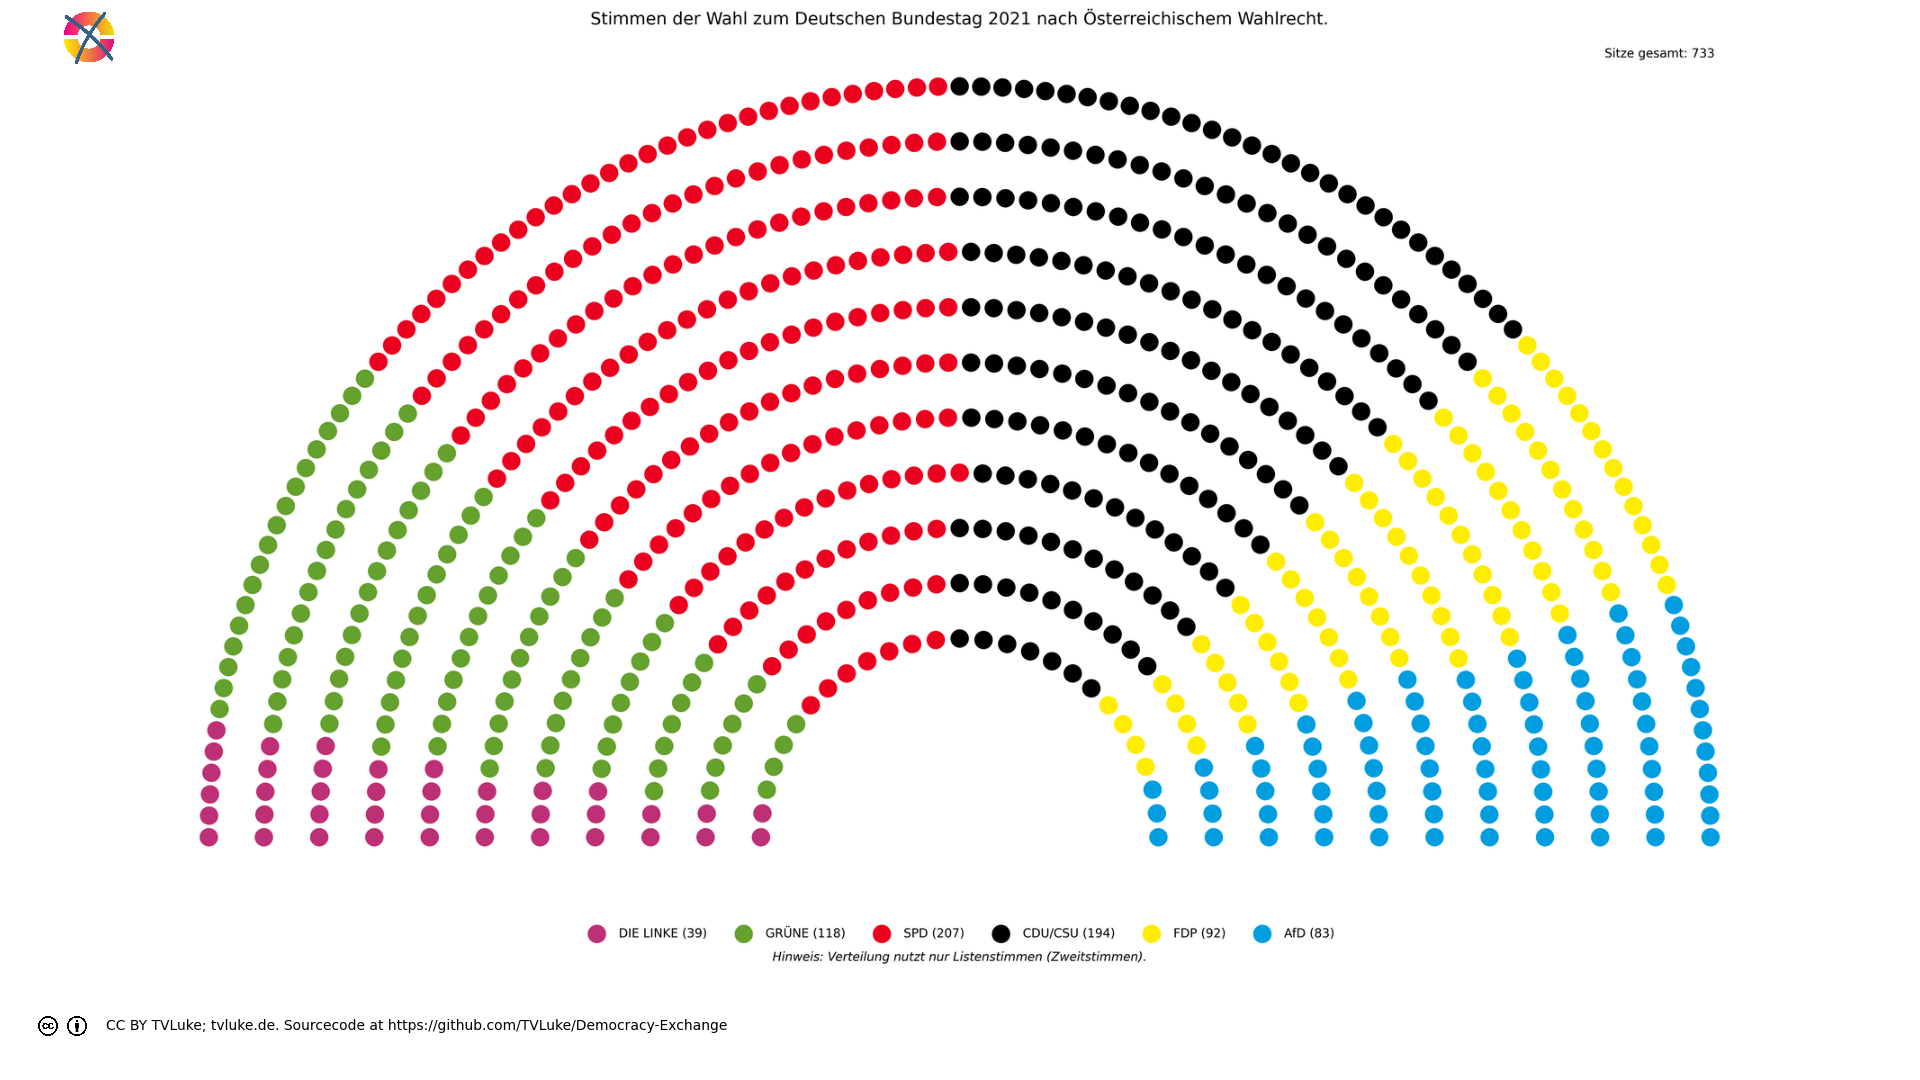 Stimmen der Wahl zum Deutschen Bundestag 2021 nach Österreichischem Wahlrecht.
Sitze gesamt: 733
DIE LINKE (39) GRÜNE (118) SPD (207) CDU/CSU (194) FDP (92) AfD (83)
Hinweis: Verteilung nutzt nur Listenstimmen (Zweitstimmen).
cc CC BY TVLuke; tvluke.de. Sourcecode at https://github.com/TVLuke/Democracy-Exchange